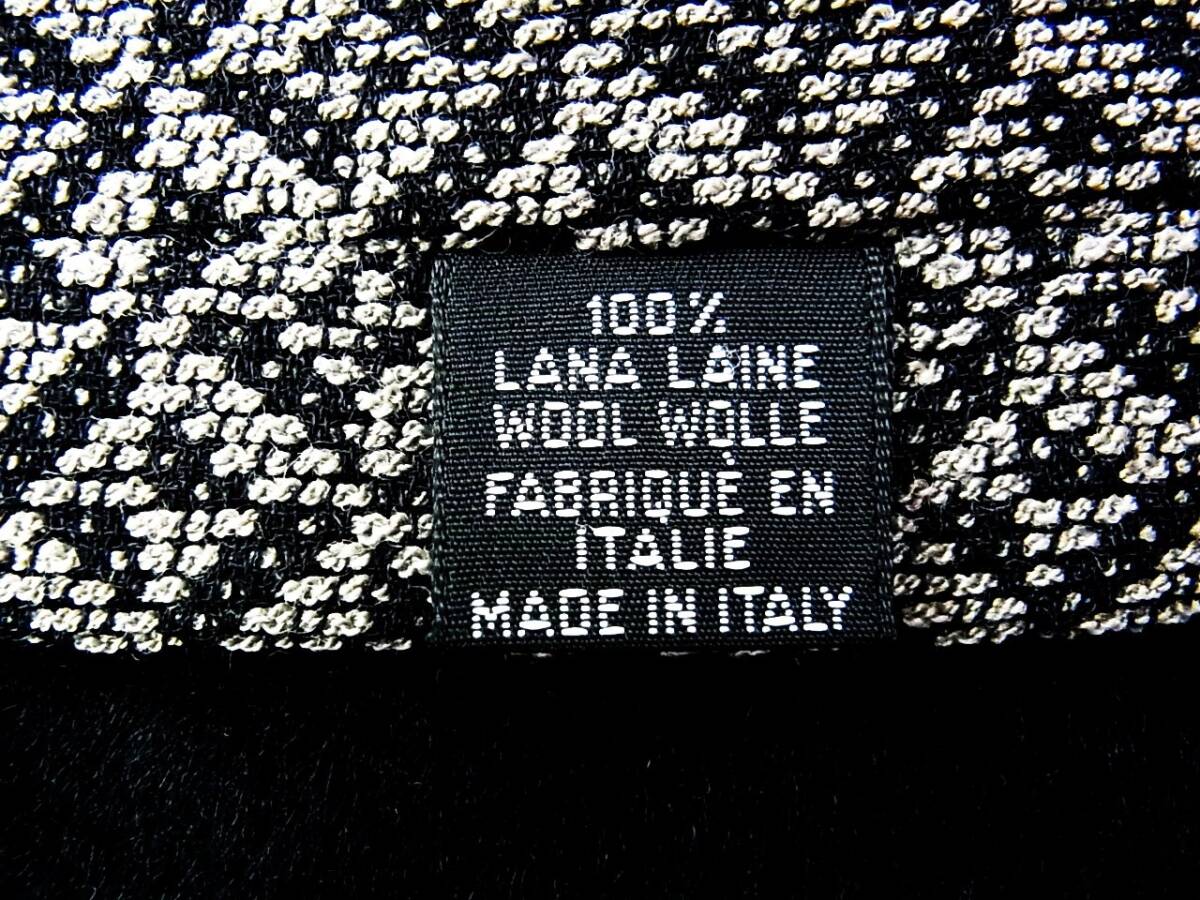 100%
LANA LAINE
WOOL WOLLE
FABRIQUÉ EN
ITALIE
MADE IN ITALY